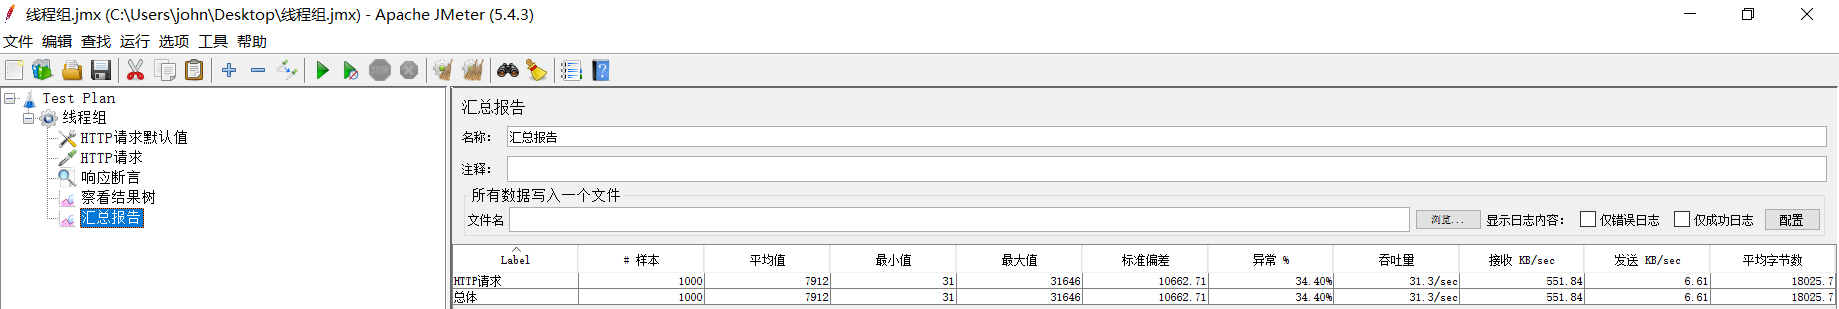 线程组.jmx (C:\Users\john\Desktop\线程组.jmx) - Apache JMeter (5.4.3)
文件 编辑 查找 运行 选项 工具 帮助
STOP
Test Plan
线程组
HTTP请求默认值
HTTP请求
响应断言
察看结果树
汇总报告
汇总报告
名称： 汇总报告
注释：
所有数据写入一个文件
文件名 浏览... 显示日志内容： 仅错误日志 仅成功日志 配置
Label # 样本 平均值 最小值 最大值 标准偏差 异常 % 吞吐量 接收 KB/sec 发送 KB/sec 平均字节数
HTTP请求 1000 7912 31 31646 10662.71 34.40% 31.3/sec 551.84 6.61 18025.7
总体 1000 7912 31 31646 10662.71 34.40% 31.3/sec 551.84 6.61 18025.7